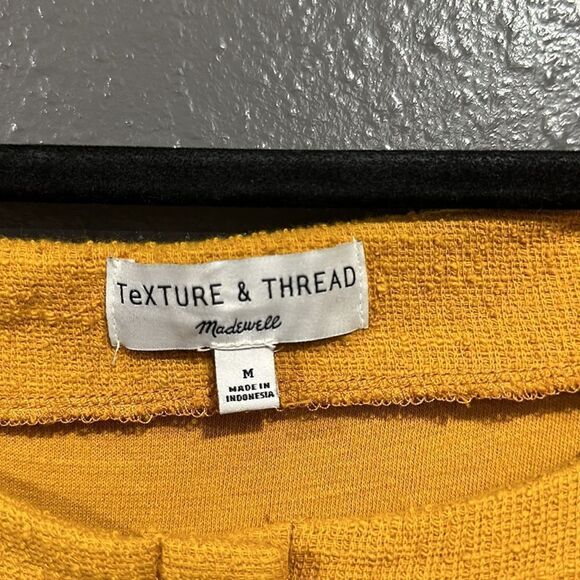 TeXTURE & THREAD
Madewell
M
MADE IN
INDONESIA